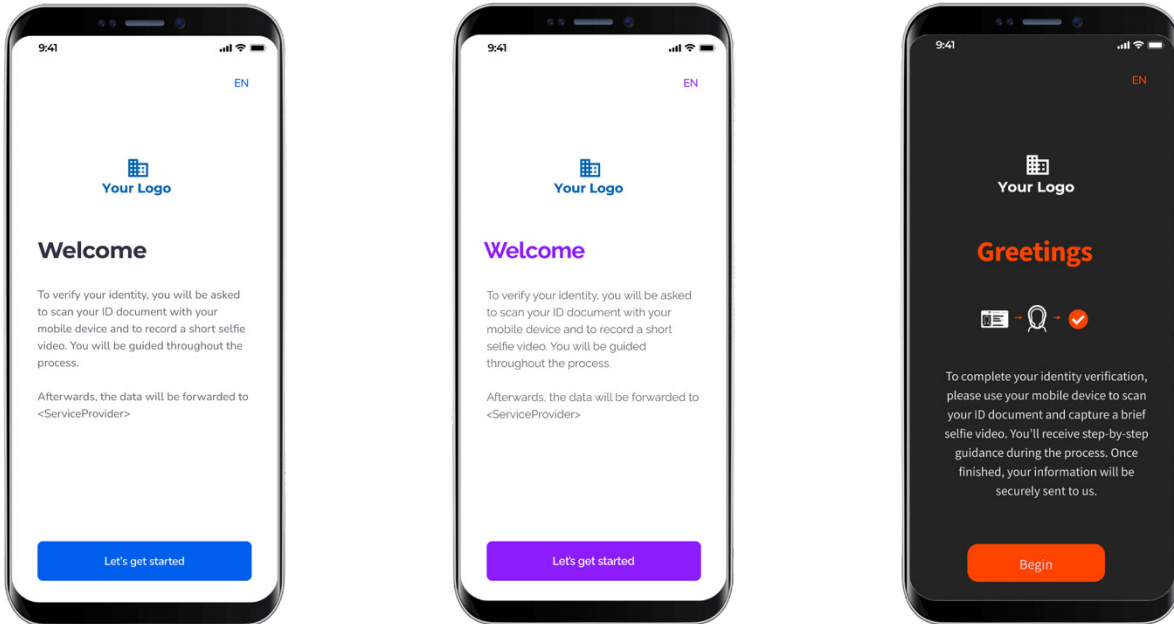 9:41
EN
Your Logo
Welcome
To verify your identity, you will be asked
to scan your ID document with your
mobile device and to record a short selfie
video. You will be guided throughout the
process.
Afterwards, the data will be forwarded to
<ServiceProvider>
Let's get started
9:41
EN
Your Logo
Welcome
To verify your identity, you will be asked
to scan your ID document with your
mobile device and to record a short
selfie video. You will be guided
throughout the process.
Afterwards, the data will be forwarded to
<ServiceProvider>
Let's get started
9:41
EN
Your Logo
Greetings
To complete your identity verification,
please use your mobile device to scan
your ID document and capture a brief
selfie video. You'll receive step-by-step
guidance during the process. Once
finished, your information will be
securely sent to us.
Begin